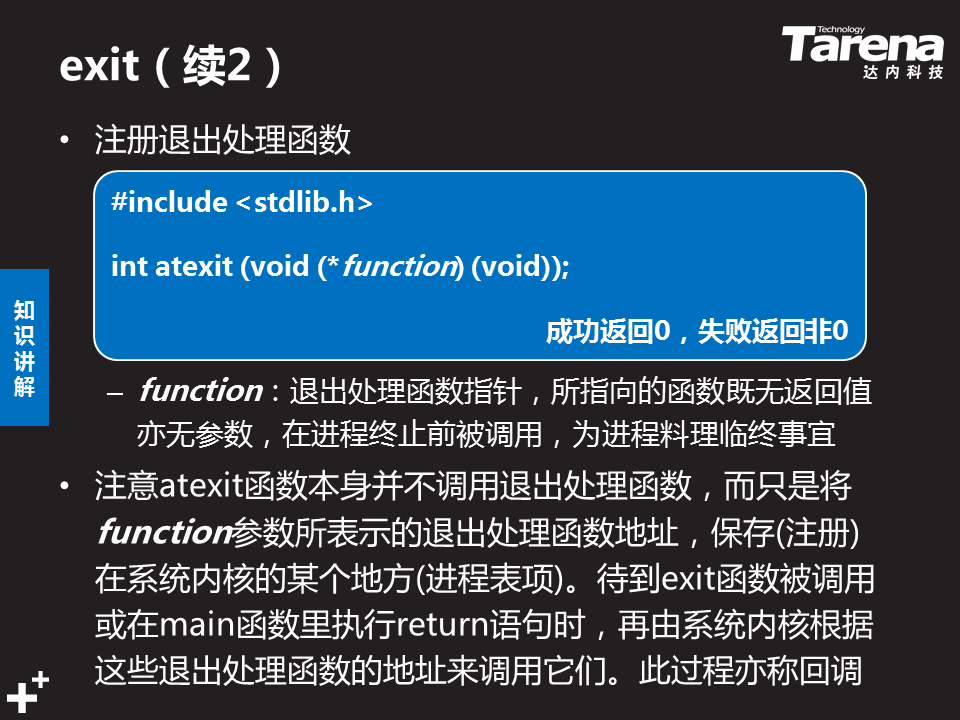 Technology
Tarena
达内科技
exit（续2）
• 注册退出处理函数
#include <stdlib.h>
int atexit (void (*function) (void));
成功返回0，失败返回非0
知识讲解
– function：退出处理函数指针，所指向的函数既无返回值
亦无参数，在进程终止前被调用，为进程料理临终事宜
• 注意atexit函数本身并不调用退出处理函数，而只是将
function参数所表示的退出处理函数地址，保存(注册)
在系统内核的某个地方(进程表项)。待到exit函数被调用
或在main函数里执行return语句时，再由系统内核根据
这些退出处理函数的地址来调用它们。此过程亦称回调